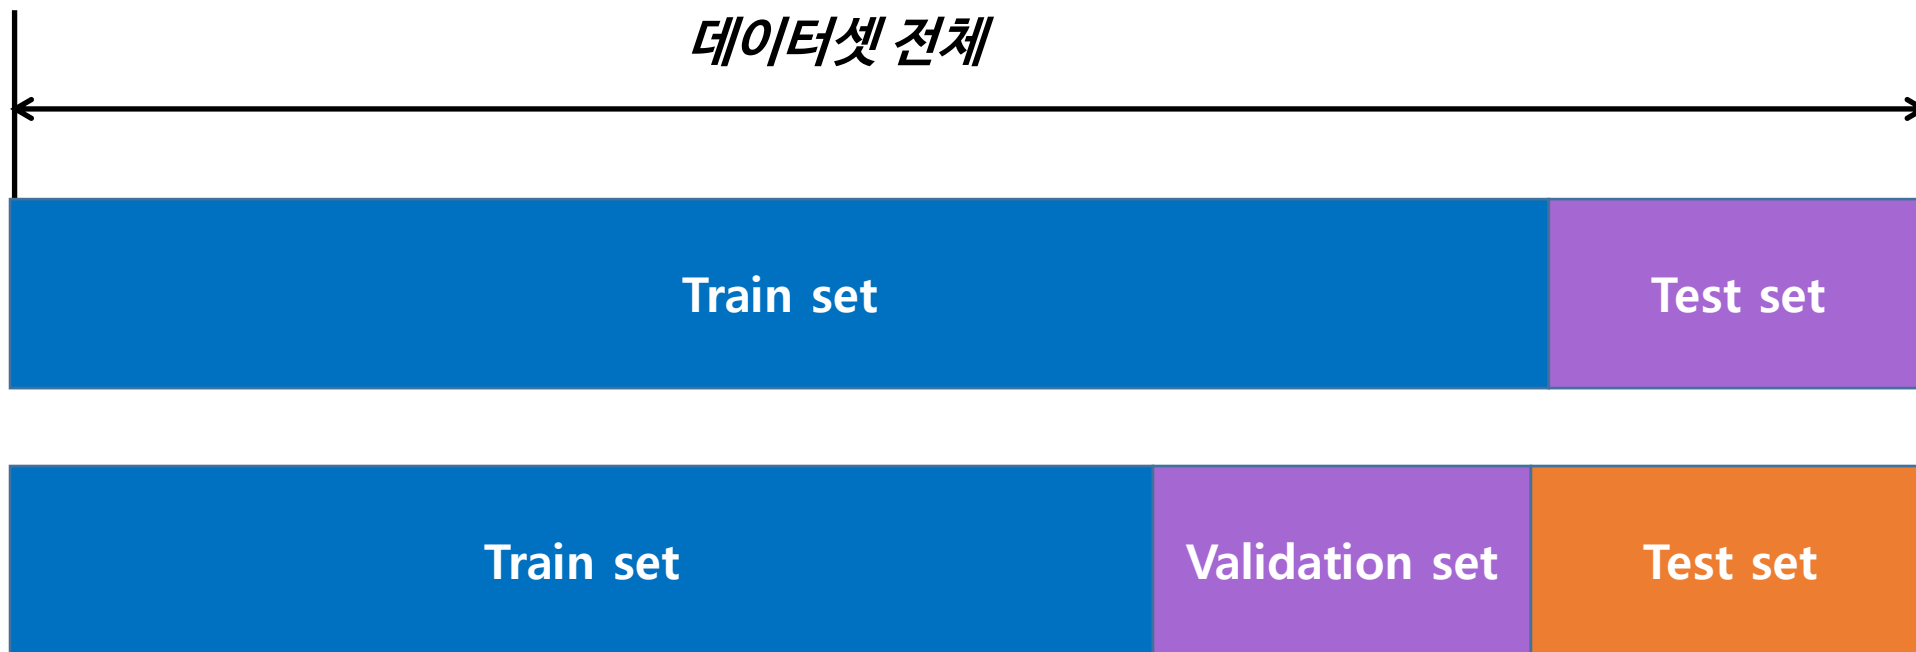 데이터셋 전체
Train set
Test set
Train set
Validation set
Test set